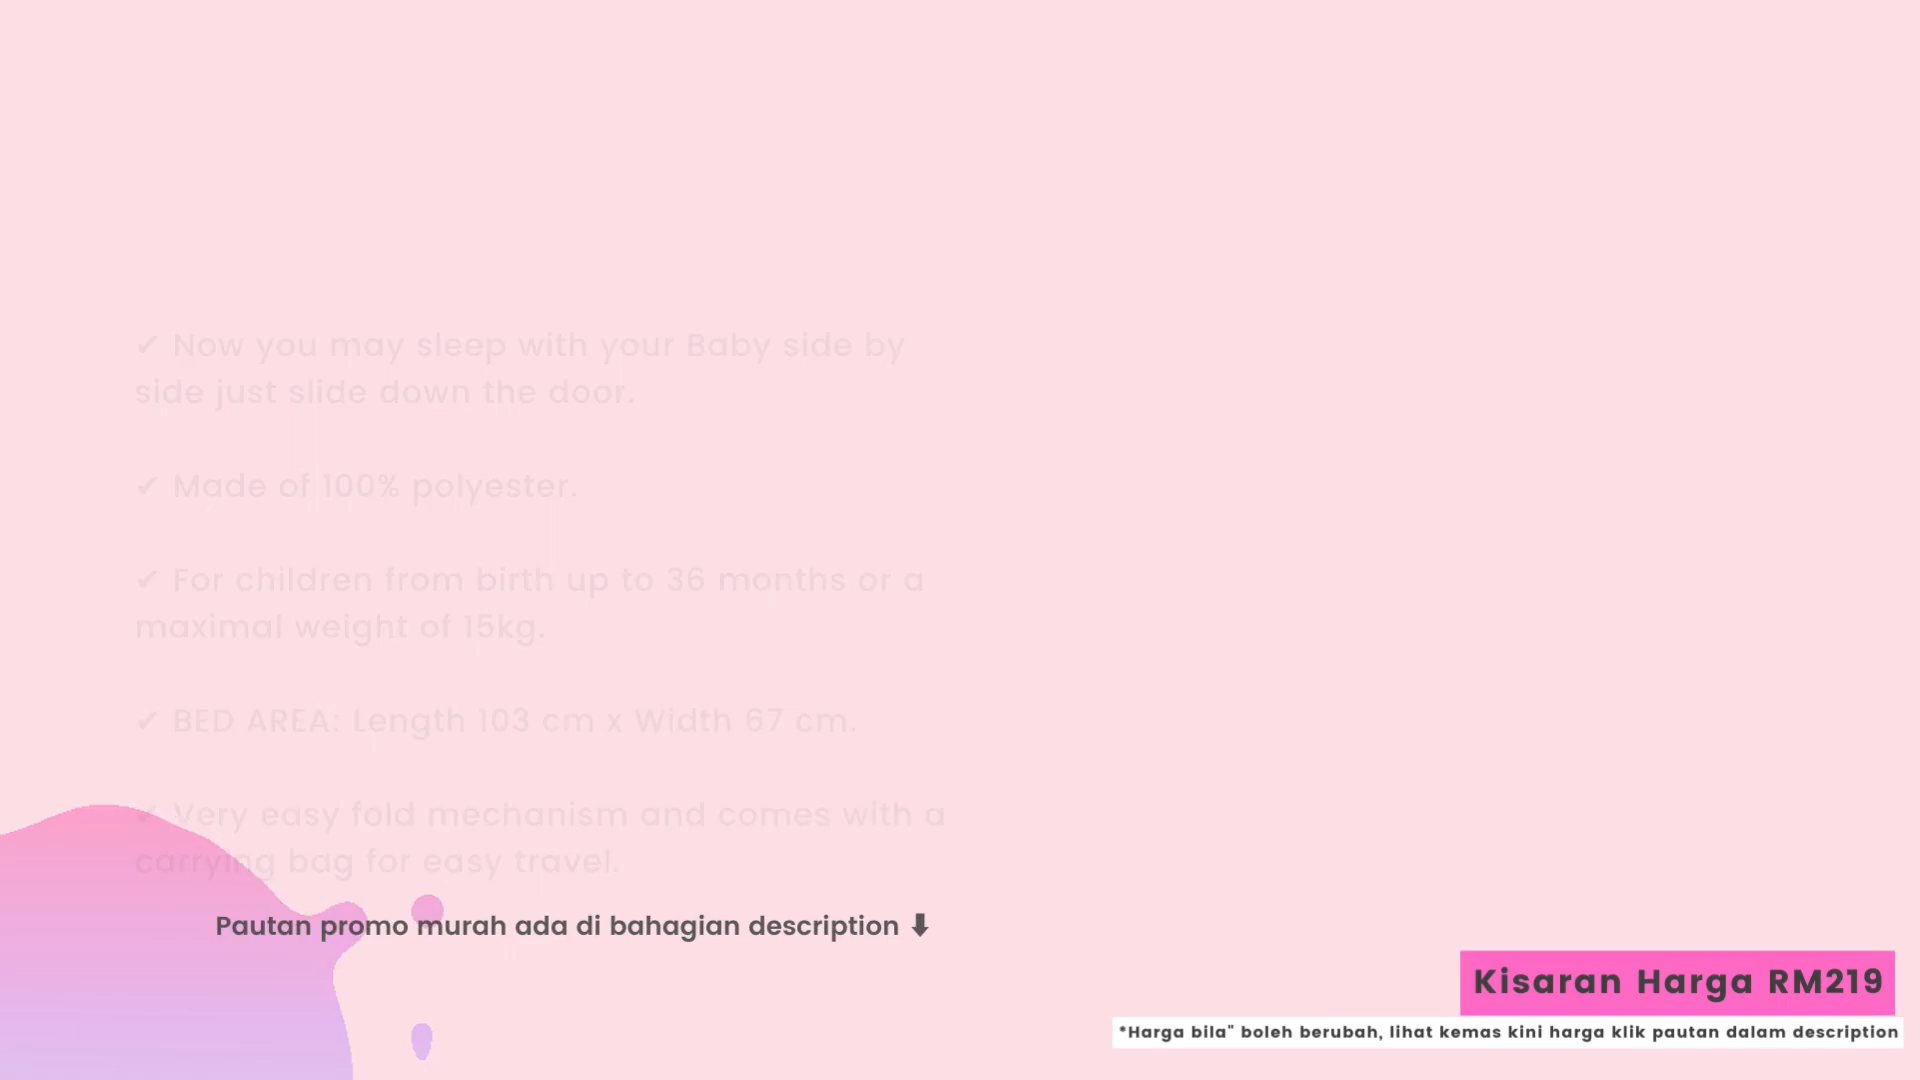 ✔ Now you may sleep with your Baby side by
side just slide down the door.
✔ Made of 100% polyester.
✔ For children from birth up to 36 months or a
maximal weight of 15kg.
✔ BED AREA: Length 103 cm x Width 67 cm.
✔ Very easy fold mechanism and comes with a
carrying bag for easy travel.
Pautan promo murah ada di bahagian description ⬇
Kisaran Harga RM219
*Harga bila" boleh berubah, lihat kemas kini harga klik pautan dalam description